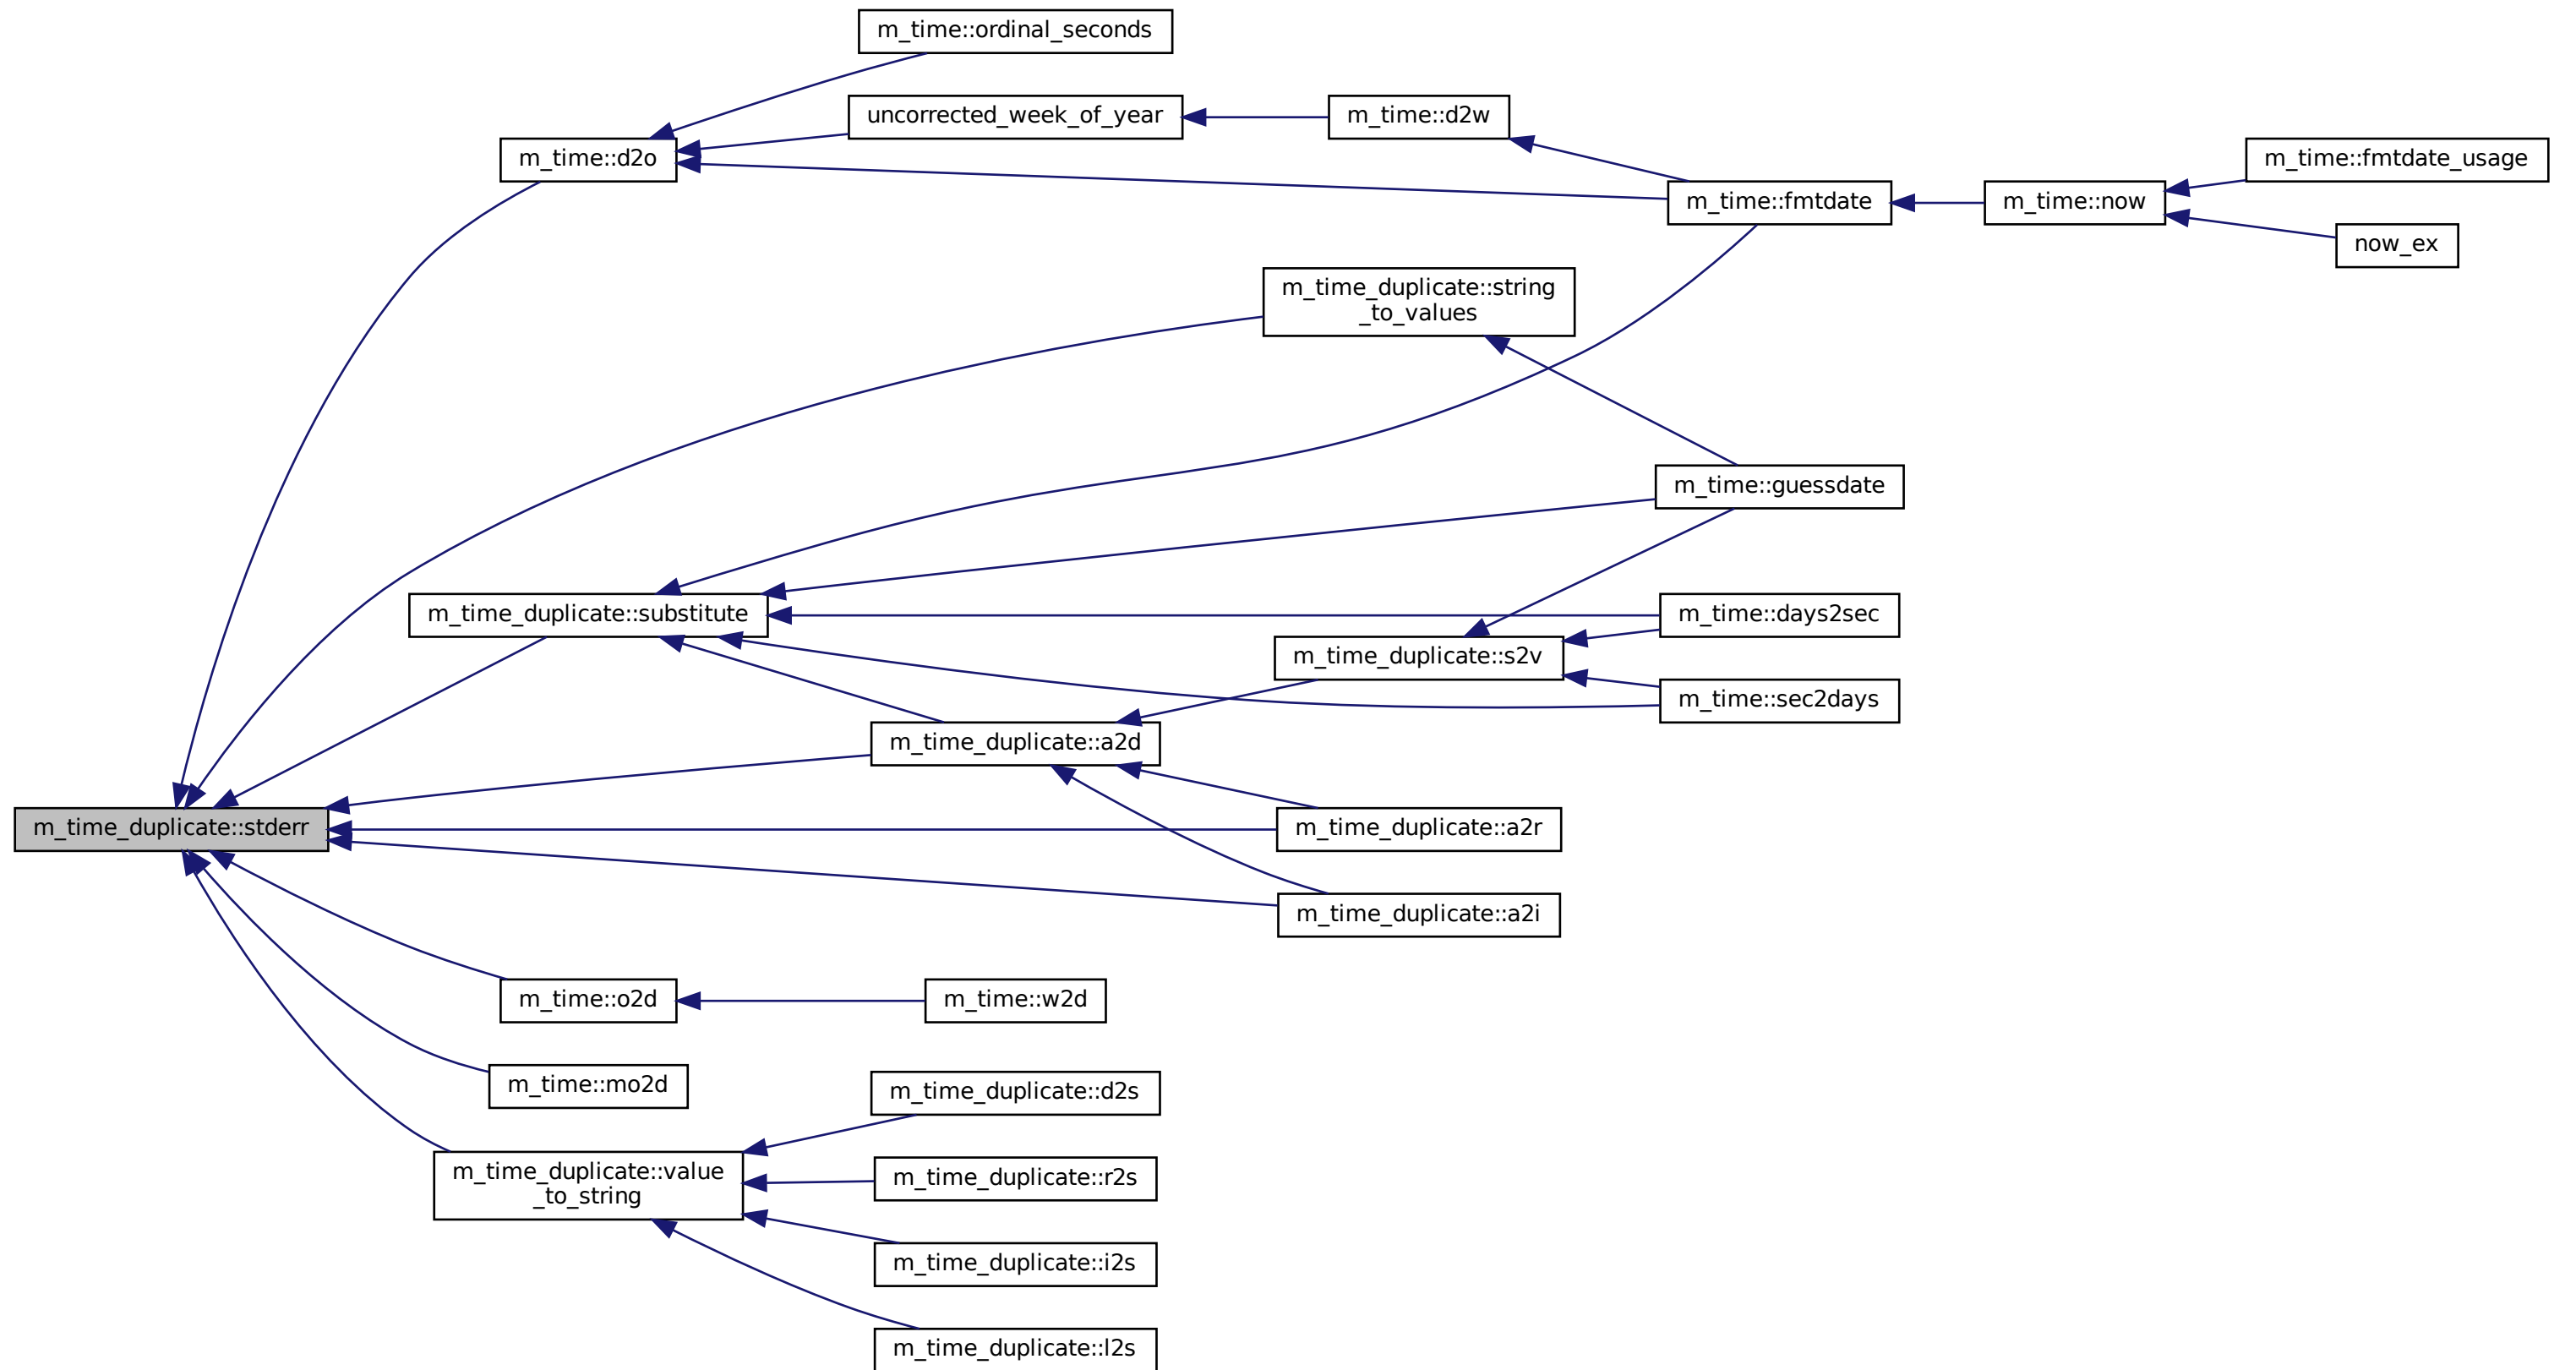 m_time::ordinal_seconds
uncorrected_week_of_year
m_time::d2w
m_time::d2o
m_time::fmtdate_usage
m_time::fmtdate
m_time::now
now_ex
m_time_duplicate::string
_to_values
m_time::guessdate
m_time_duplicate::substitute
m_time::days2sec
m_time_duplicate::s2v
m_time::sec2days
m_time_duplicate::a2d
m_time_duplicate::stderr
m_time_duplicate::a2r
m_time_duplicate::a2i
m_time::o2d
m_time::w2d
m_time::mo2d
m_time_duplicate::d2s
m_time_duplicate::value
_to_string
m_time_duplicate::r2s
m_time_duplicate::i2s
m_time_duplicate::l2s